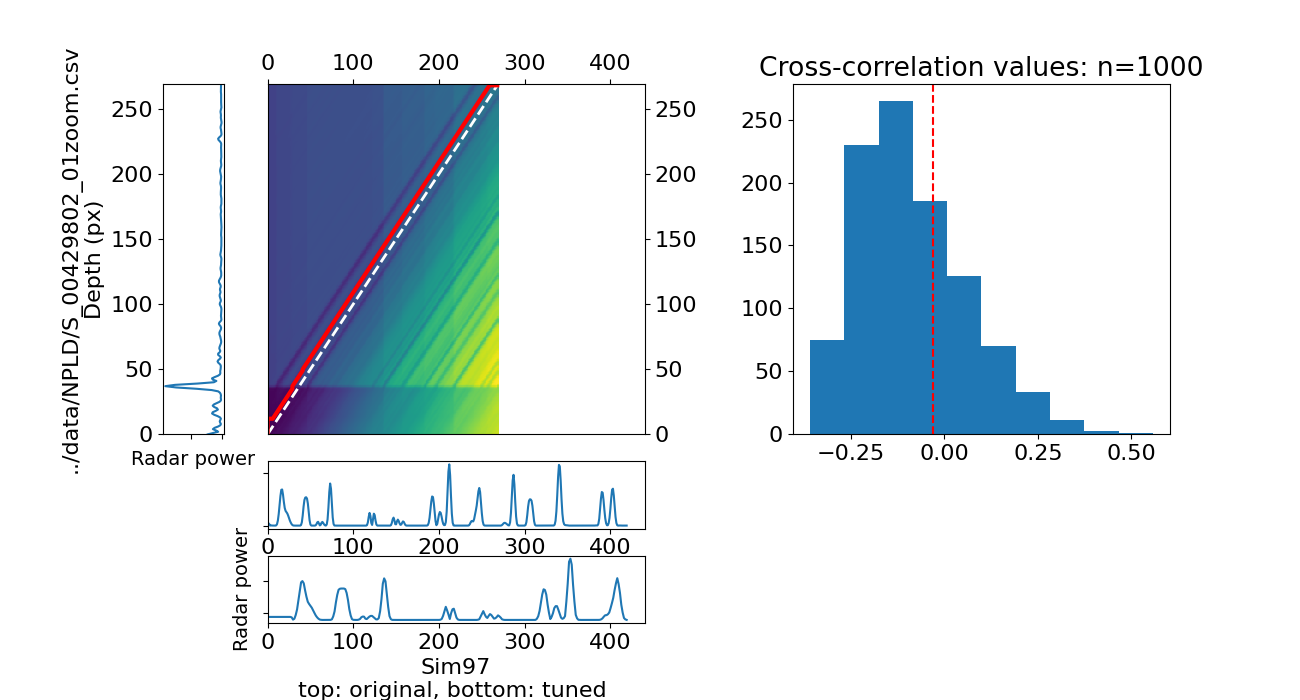 0 100 200 300 400
Cross-correlation values: n=1000
../data/NPLD/S_00429802_01zoom.csv
Depth (px)
250
200
150
100
50
0
250
200
150
100
50
0
250
200
150
100
50
0
−0.25 0.00 0.25 0.50
Radar power
0 100 200 300 400
Radar power
0 100 200 300 400
Sim97
top: original, bottom: tuned